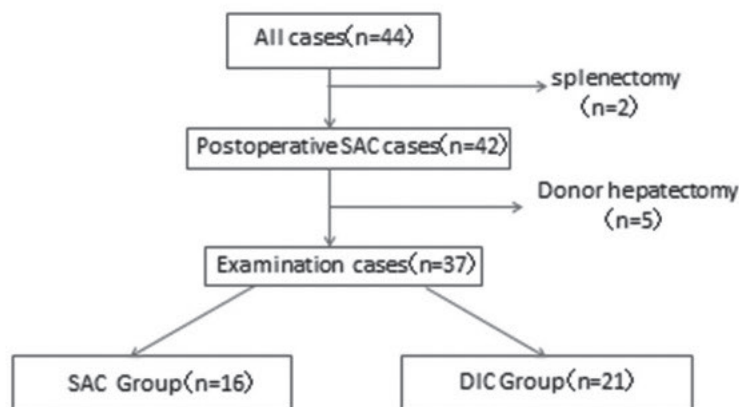 All cases(n=44)
splenectomy
(n=2)
Postoperative SAC cases(n=42)
Donor hepatectomy
(n=5)
Examination cases(n=37)
SAC Group(n=16)
DIC Group(n=21)